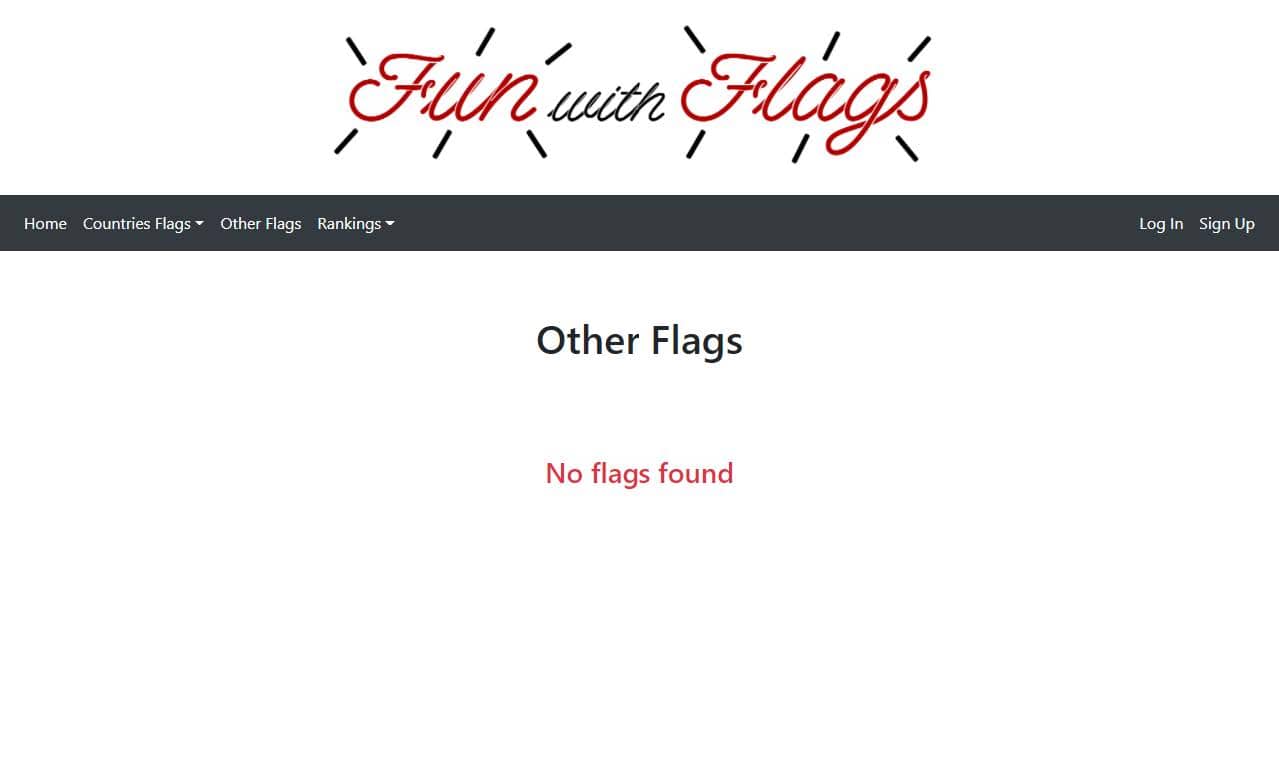 Fun with Flags
Home Countries Flags Other Flags Rankings Log In Sign Up
Other Flags
No flags found